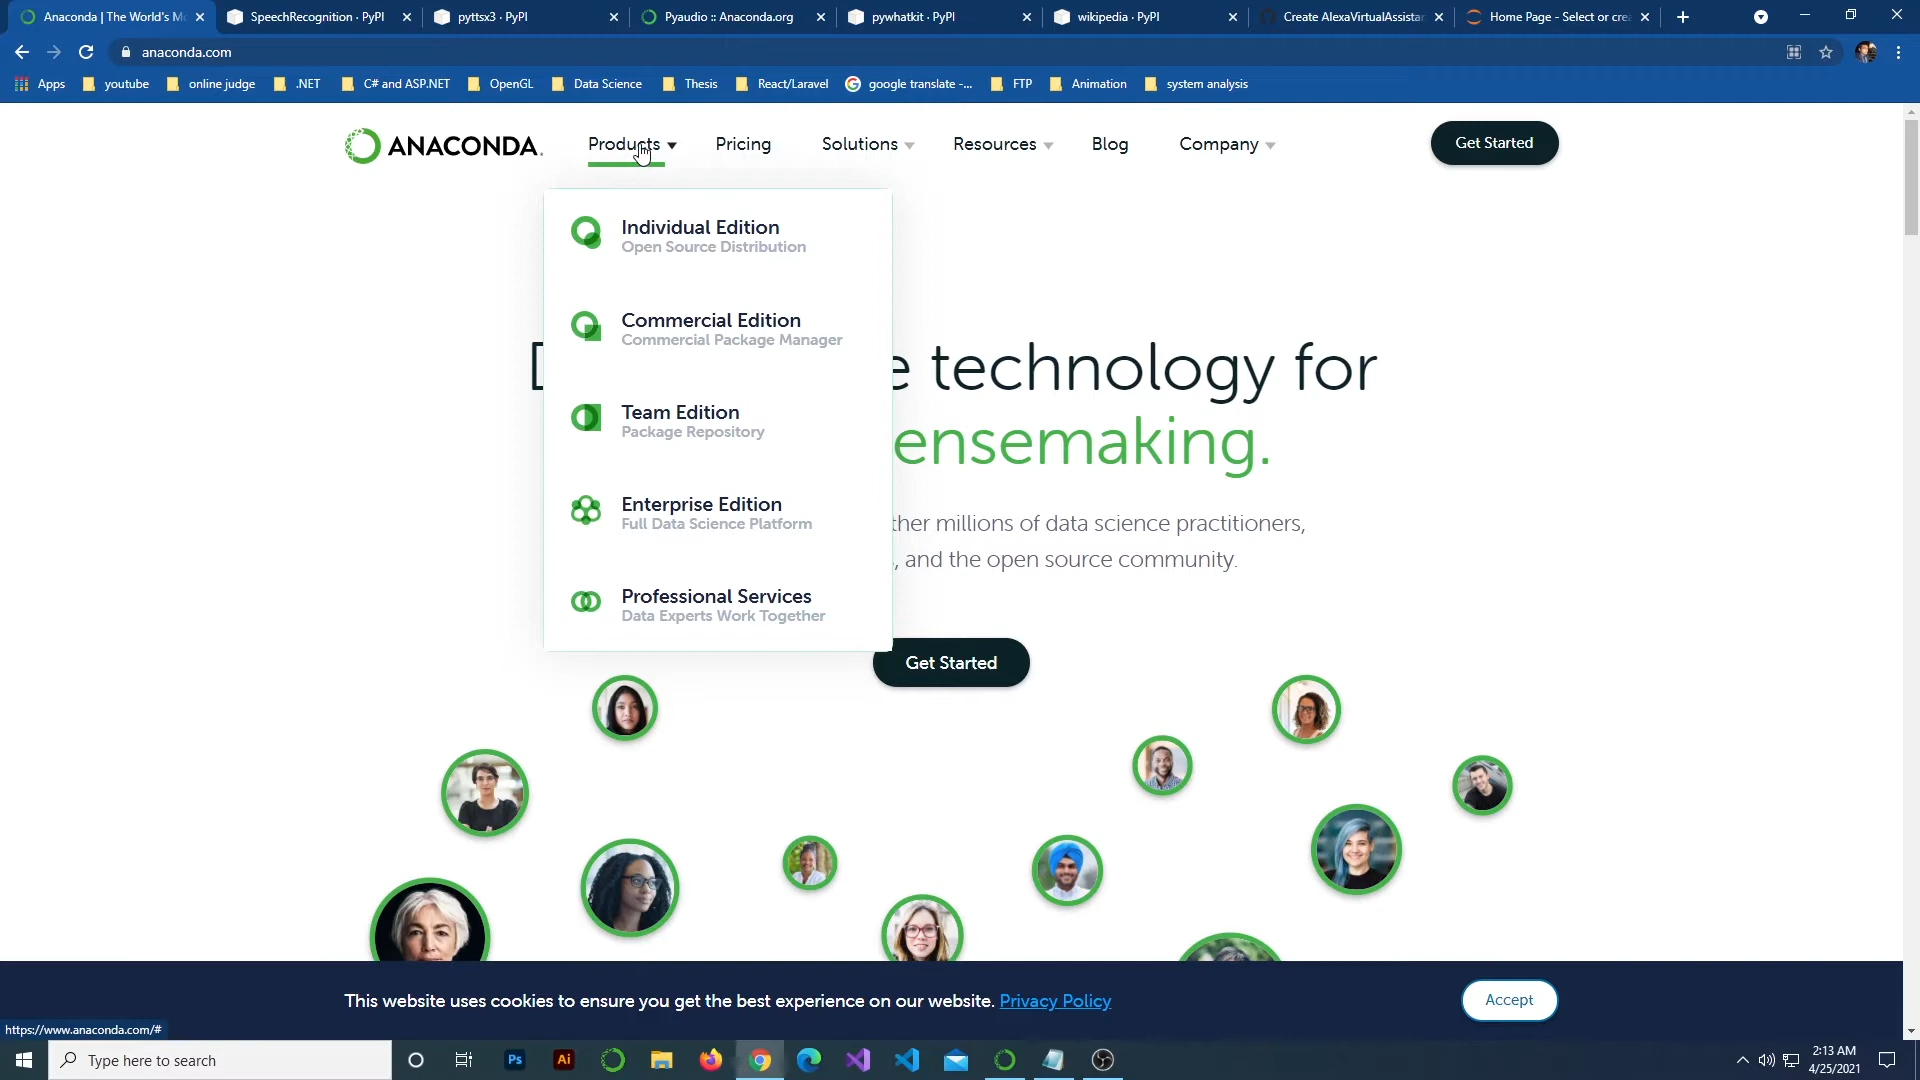 Anaconda | The World's Mo
SpeechRecognition · PyPI
pyttsx3 · PyPI
Pyaudio :: Anaconda.org
pywhatkit · PyPI
wikipedia · PyPI
Create AlexaVirtualAssistan
Home Page - Select or crea
anaconda.com
Apps
youtube
online judge
.NET
C# and ASP.NET
OpenGL
Data Science
Thesis
React/Laravel
google translate -...
FTP
Animation
system analysis
ANACONDA.
Products
Pricing
Solutions
Resources
Blog
Company
Get Started
Individual Edition
Open Source Distribution
Commercial Edition
Commercial Package Manager
Team Edition
Package Repository
Enterprise Edition
Full Data Science Platform
Professional Services
Data Experts Work Together
e technology for
ensemaking.
ther millions of data science practitioners,
, and the open source community.
Get Started
This website uses cookies to ensure you get the best experience on our website. Privacy Policy
Accept
https://www.anaconda.com/#
Type here to search
Ps
Ai
2:13 AM
4/25/2021